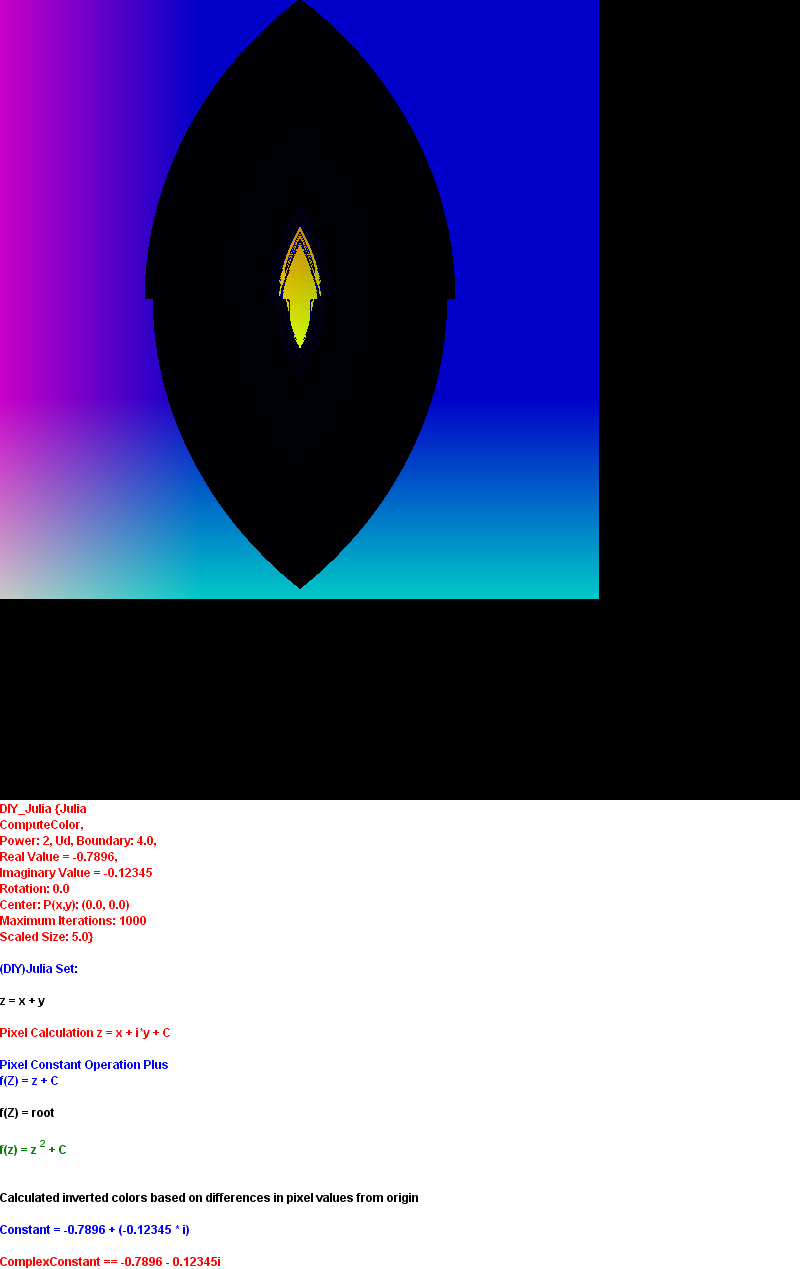 DIY_Julia {Julia
ComputeColor,
Power: 2, Ud, Boundary: 4.0,
Real Value = -0.7896,
Imaginary Value = -0.12345
Rotation: 0.0
Center: P(x,y): (0.0, 0.0)
Maximum Iterations: 1000
Scaled Size: 5.0}
(DIY)Julia Set:
z = x + y
Pixel Calculation z = x + i*y + C
Pixel Constant Operation Plus
f(Z) = z + C
f(Z) = root
f(z) = z 2 + C
Calculated inverted colors based on differences in pixel values from origin
Constant = -0.7896 + (-0.12345 * i)
ComplexConstant == -0.7896 - 0.12345i